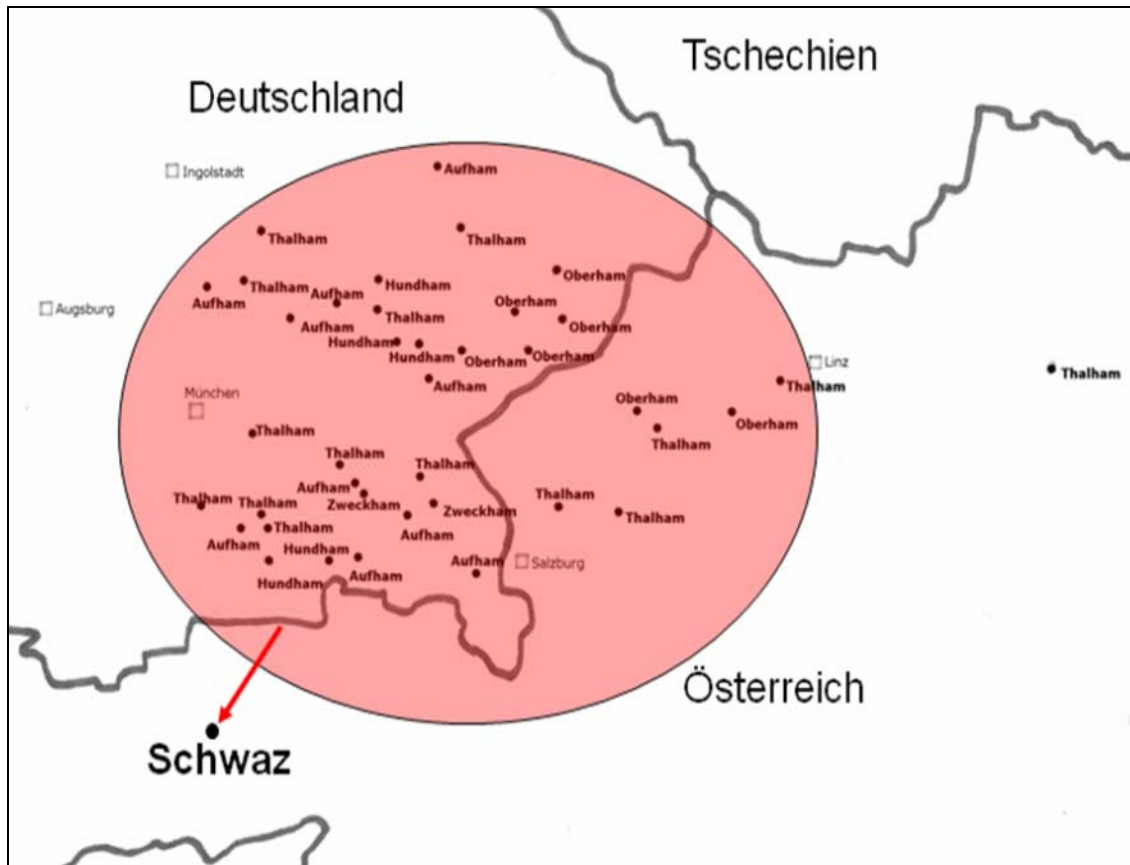 Tschechien
Deutschland
Aufham
Ingolstadt
Thalham
Thalham
Oberham
Thalham
Hundham
Aufham
Aufham
Oberham
Augsburg
Thalham
Aufham
Oberham
Hundham
Hundham
Oberham
Oberham
Linz
Thalham
Aufham
Thalham
München
Oberham
Oberham
Thalham
Thalham
Thalham
Thalham
Aufham
Thalham
Thalham
Zweckham
Thalham
Zweckham
Thalham
Thalham
Aufham
Aufham
Hundham
Aufham
Salzburg
Aufham
Hundham
Österreich
Schwaz